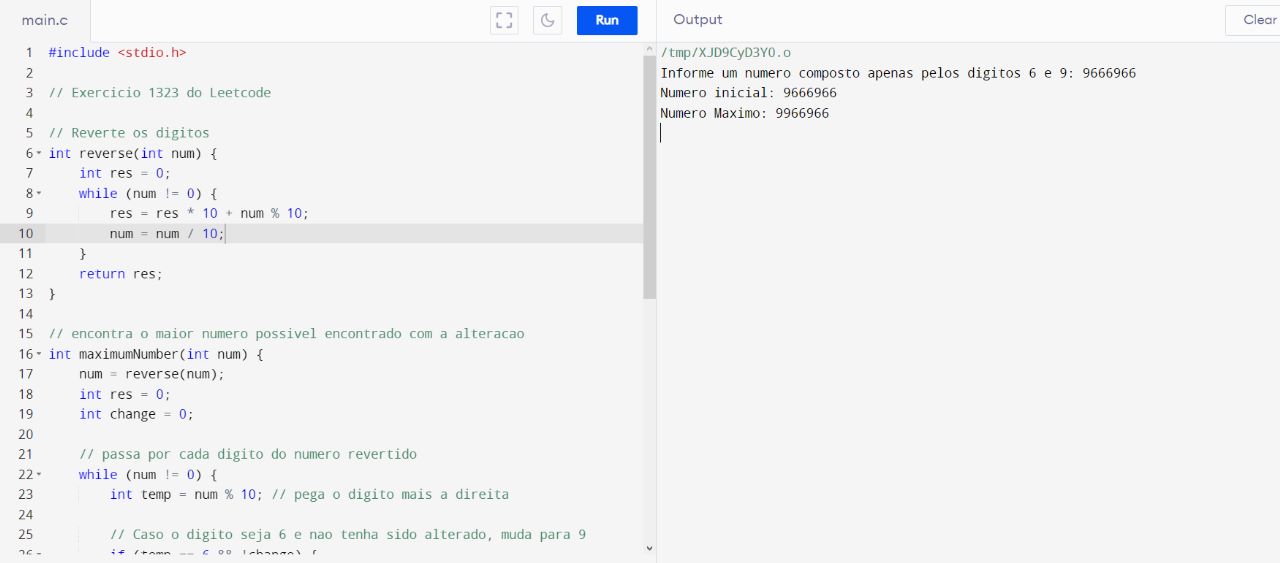 main.c
Run
Output
Clear
1 #include <stdio.h>
2
3 // Exercicio 1323 do Leetcode
4
5 // Reverte os digitos
6 int reverse(int num) {
7 int res = 0;
8 while (num != 0) {
9 res = res * 10 + num % 10;
10 num = num / 10;
11 }
12 return res;
13 }
14
15 // encontra o maior numero possivel encontrado com a alteracao
16 int maximumNumber(int num) {
17 num = reverse(num);
18 int res = 0;
19 int change = 0;
20
21 // passa por cada digito do numero revertido
22 while (num != 0) {
23 int temp = num % 10; // pega o digito mais a direita
24
25 // Caso o digito seja 6 e nao tenha sido alterado, muda para 9
26 if (temp == 6 && !change) {
/tmp/XJD9CyD3Y0.o
Informe um numero composto apenas pelos digitos 6 e 9: 9666966
Numero inicial: 9666966
Numero Maximo: 9966966